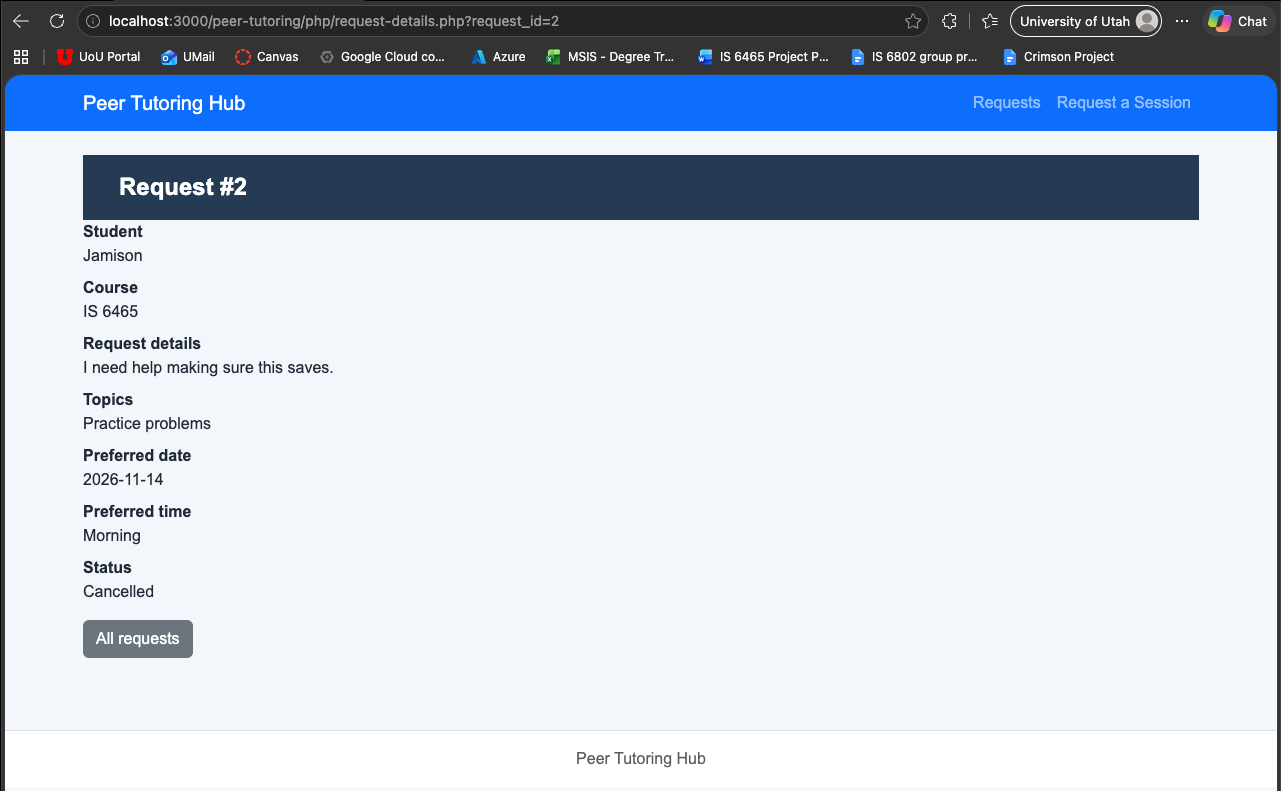 localhost:3000/peer-tutoring/php/request-details.php?request_id=2
University of Utah
Chat
UoU Portal
UMail
Canvas
Google Cloud co...
Azure
MSIS - Degree Tr...
IS 6465 Project P...
IS 6802 group pr...
Crimson Project
Peer Tutoring Hub
Requests
Request a Session
Request #2
Student
Jamison
Course
IS 6465
Request details
I need help making sure this saves.
Topics
Practice problems
Preferred date
2026-11-14
Preferred time
Morning
Status
Cancelled
All requests
Peer Tutoring Hub